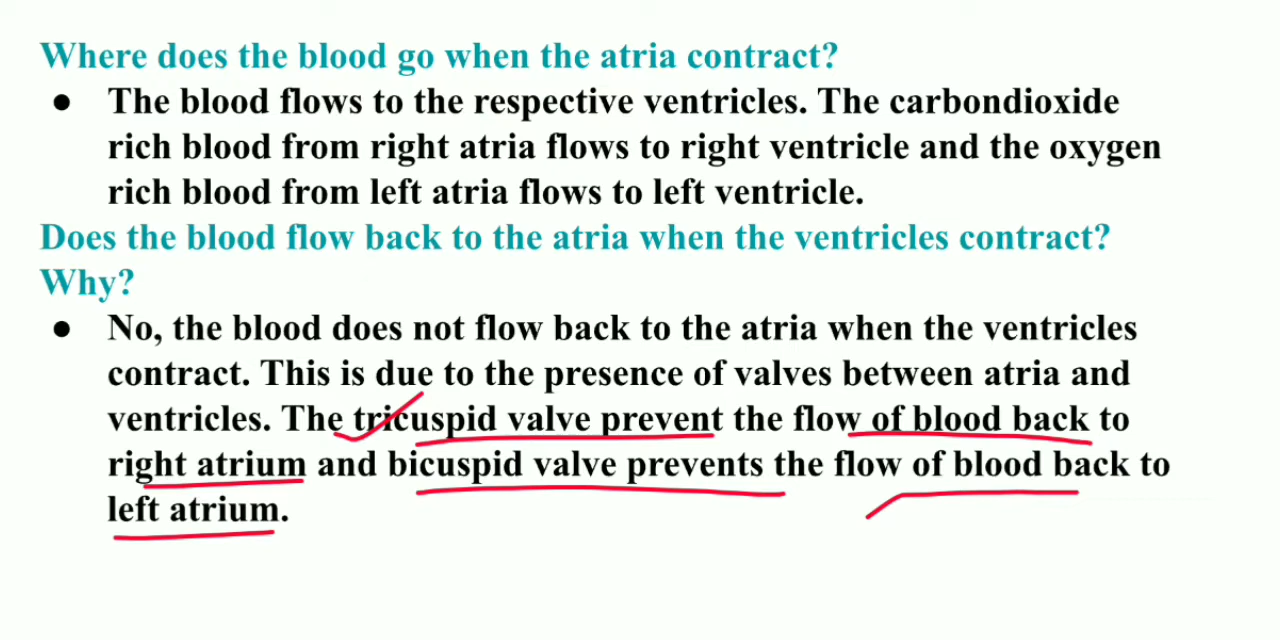 Where does the blood go when the atria contract?
● The blood flows to the respective ventricles. The carbondioxide
rich blood from right atria flows to right ventricle and the oxygen
rich blood from left atria flows to left ventricle.
Does the blood flow back to the atria when the ventricles contract?
Why?
● No, the blood does not flow back to the atria when the ventricles
contract. This is due to the presence of valves between atria and
ventricles. The tricuspid valve prevent the flow of blood back to
right atrium and bicuspid valve prevents the flow of blood back to
left atrium.